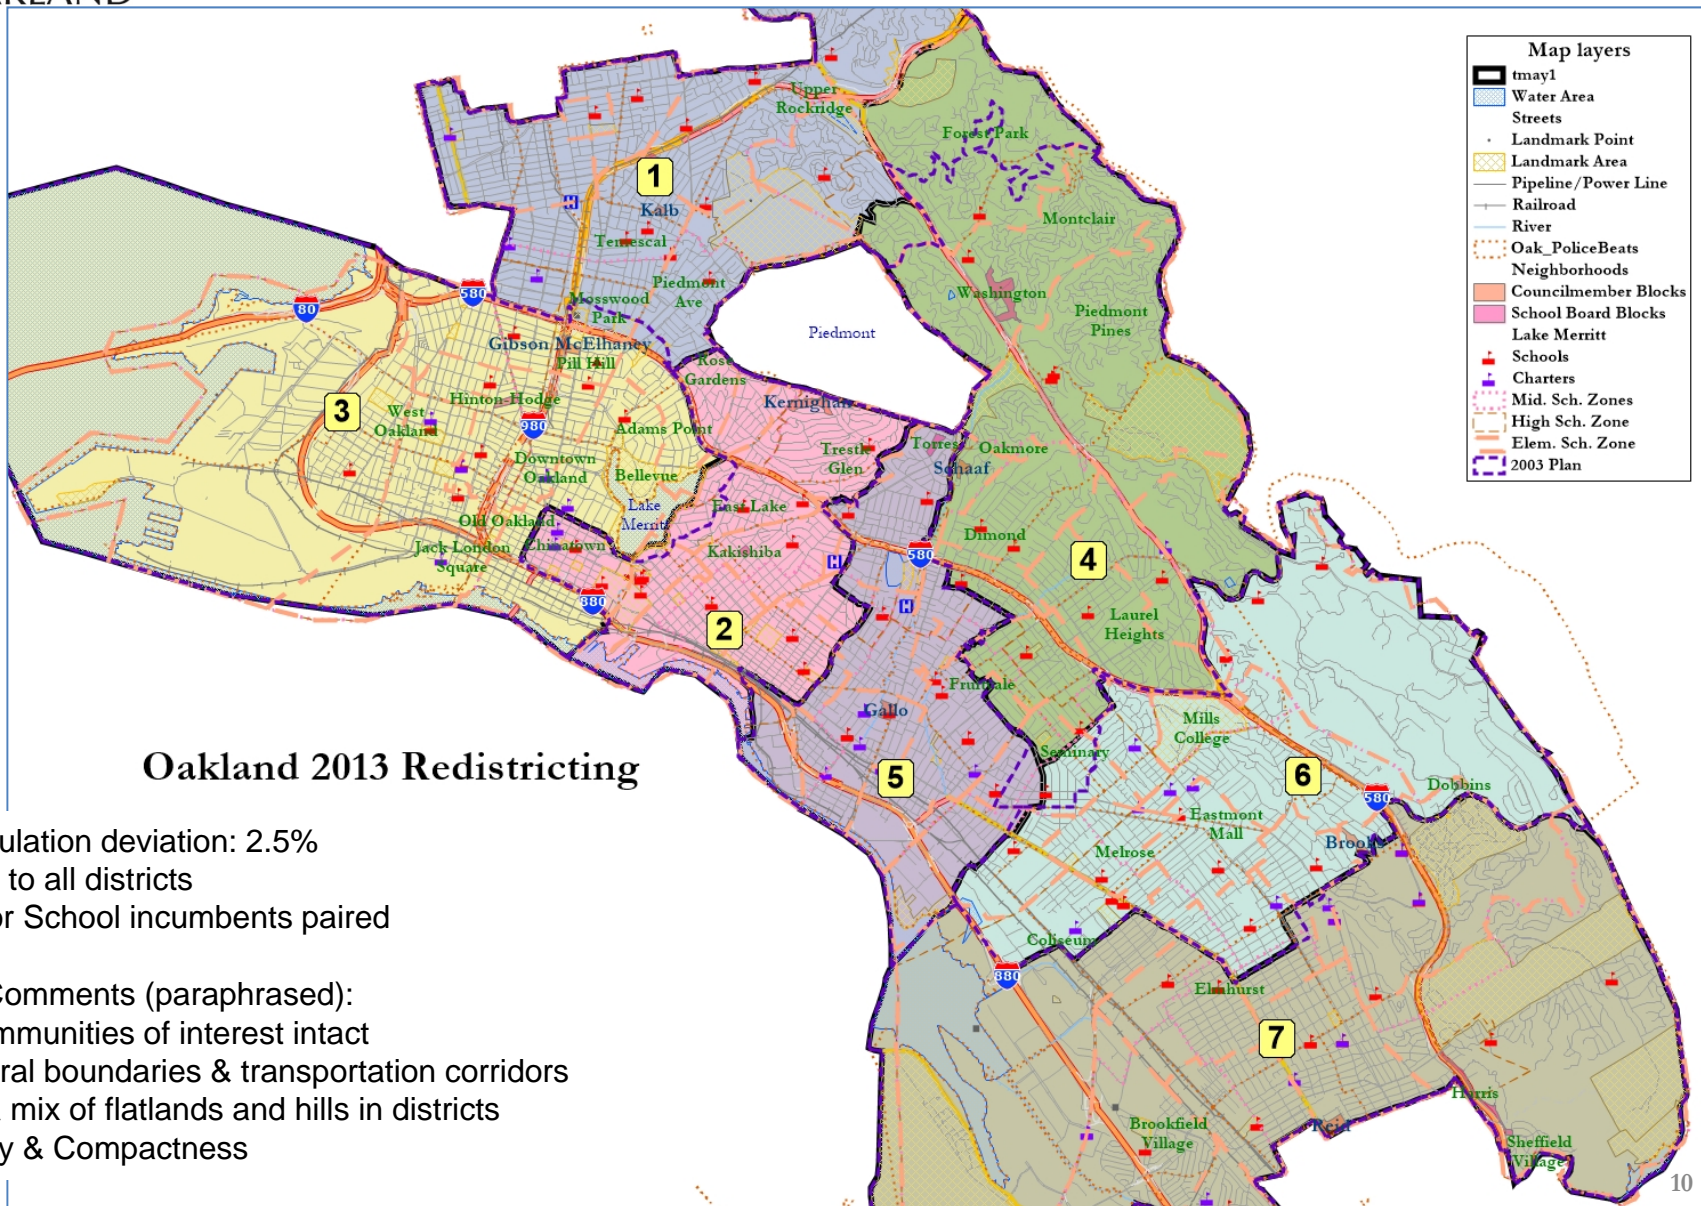 Map layers
tmay1
Water Area
Streets
Landmark Point
Landmark Area
Pipeline/Power Line
Railroad
River
Oak_PoliceBeats
Neighborhoods
Councilmember Blocks
School Board Blocks
Lake Merritt
Schools
Charters
Mid. Sch. Zones
High Sch. Zone
Elem. Sch. Zone
2003 Plan
Upper
Rockridge
Forest Park
1
Kalb
Temescal
Montclair
Piedmont
Ave
Washington
Piedmont
Pines
80
580
Mosswood
Park
Piedmont
Gibson McElhaney
Pill Hill
Rose
Gardens
Kernighan
3
West
Oakland
Hinton-Hodge
980
Adams Point
Trestle
Glen
Torres
Schaaf
Oakmore
Downtown
Oakland
Bellevue
Lake
Merritt
East Lake
Old Oakland
Chinatown
Jack London
Square
Kakishiba
H
580
Dimond
4
880
H
2
Laurel
Heights
Fruitvale
Gallo
Mills
College
Seminary
5
6
580
Dobbins
Eastmont
Mall
Melrose
Brooks
Coliseum
880
Elmhurst
7
Harris
Reid
Brookfield
Village
Sheffield
Village
Oakland 2013 Redistricting
ulation deviation: 2.5%
to all districts
or School incumbents paired
Comments (paraphrased):
mmunities of interest intact
ral boundaries & transportation corridors
mix of flatlands and hills in districts
y & Compactness
10